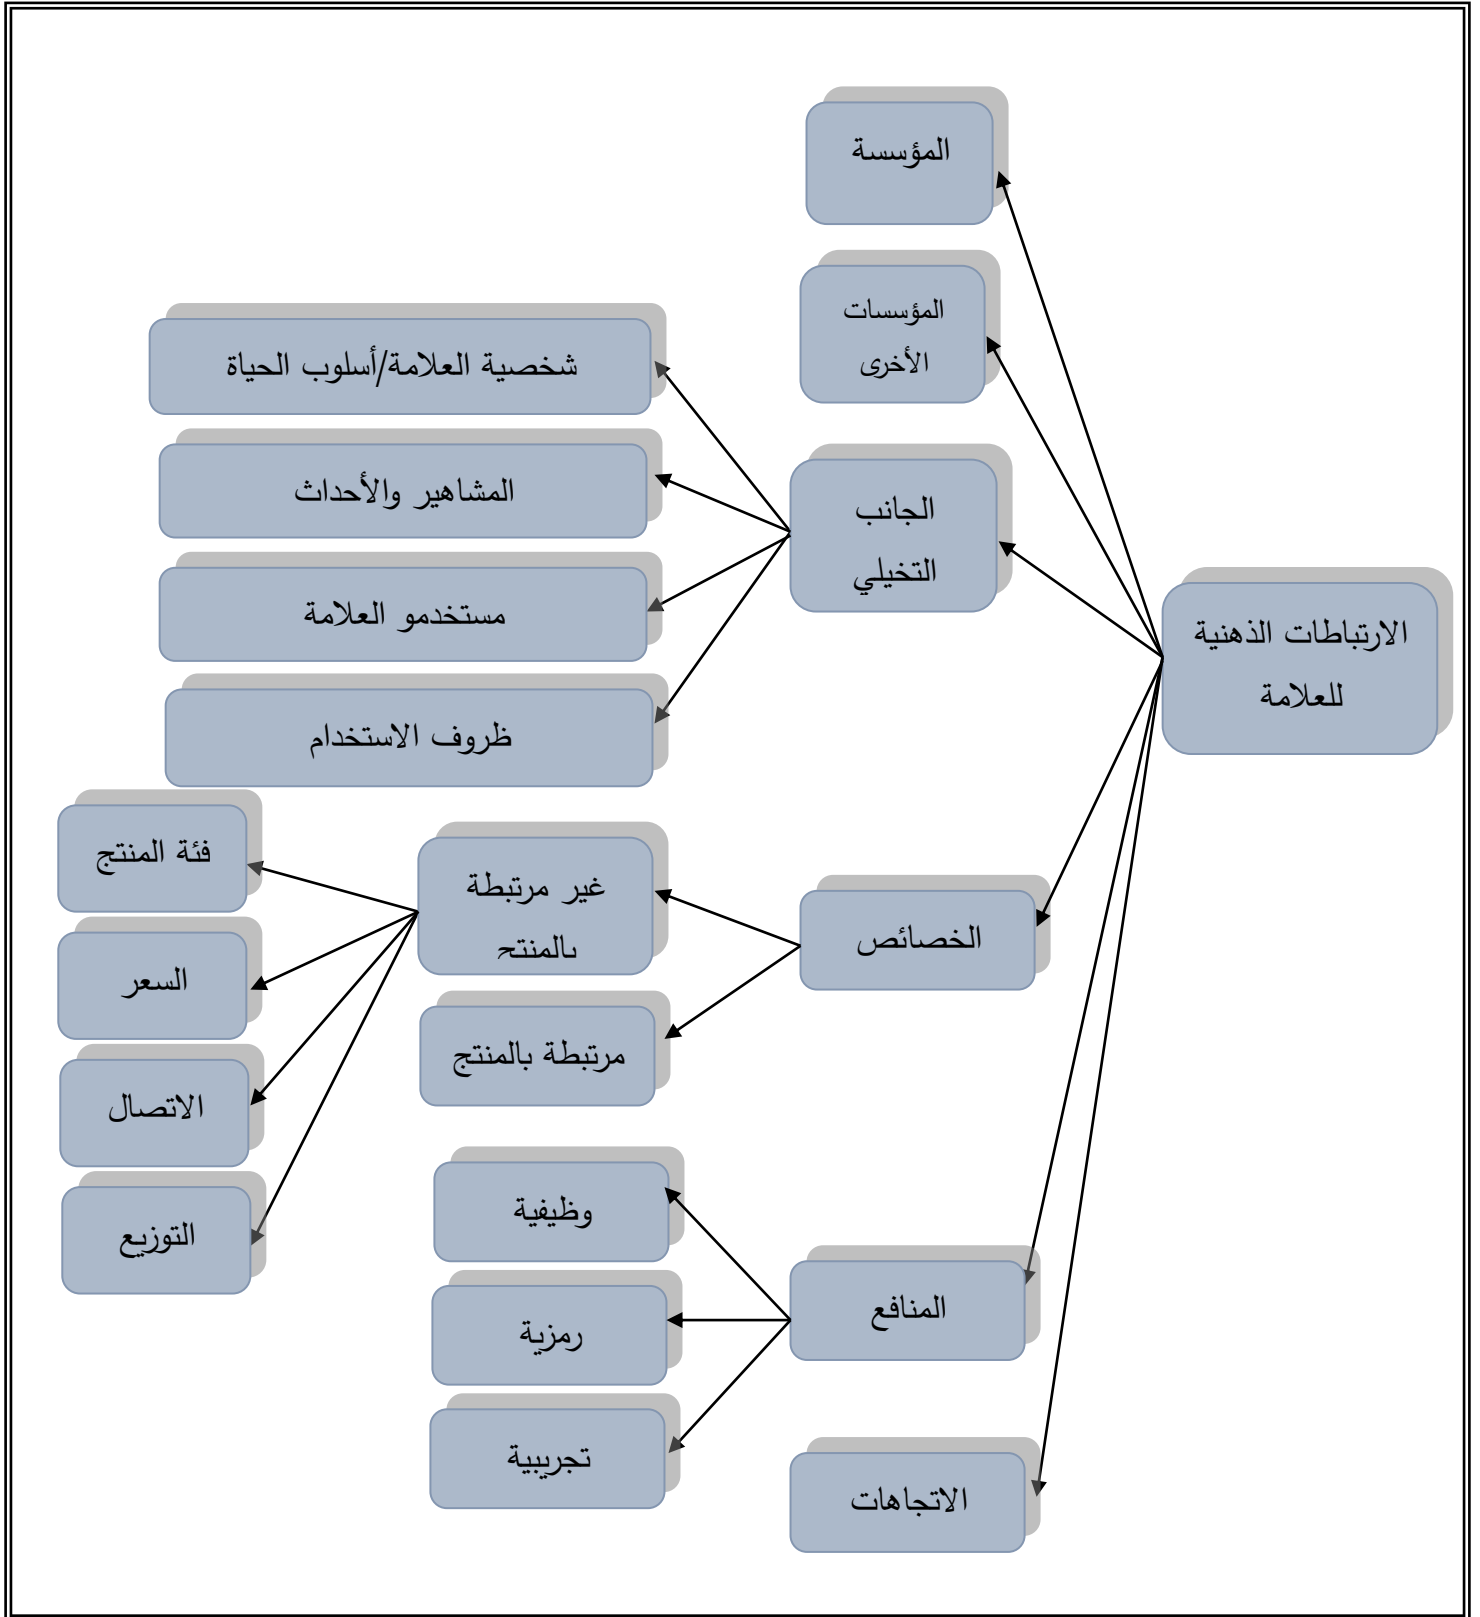 المؤسسة
المؤسسات
الأخرى
الجانب
التخيلي
شخصية العلامة/أسلوب الحياة
المشاهير والأحداث
مستخدمو العلامة
ظروف الاستخدام
الارتباطات الذهنية
للعلامة
الخصائص
غير مرتبطة
بالمنتج
مرتبطة بالمنتج
فئة المنتج
السعر
الاتصال
التوزيع
المنافع
وظيفية
رمزية
تجريبية
الاتجاهات